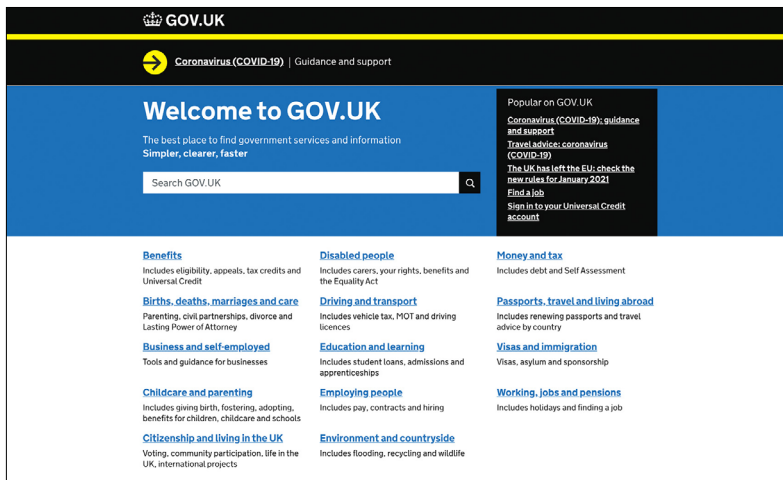 GOV.UK
Coronavirus (COVID-19) | Guidance and support
Welcome to GOV.UK
The best place to find government services and information
Simpler, clearer, faster
Search GOV.UK
Popular on GOV.UK
Coronavirus (COVID-19): guidance
and support
Travel advice: coronavirus
(COVID-19)
The UK has left the EU: check the
new rules for January 2021
Find a job
Sign in to your Universal Credit
account
Benefits
Includes eligibility, appeals, tax credits and
Universal Credit
Births, deaths, marriages and care
Parenting, civil partnerships, divorce and
Lasting Power of Attorney
Business and self-employed
Tools and guidance for businesses
Childcare and parenting
Includes giving birth, fostering, adopting,
benefits for children, childcare and schools
Citizenship and living in the UK
Voting, community participation, life in the
UK, international projects
Disabled people
Includes carers, your rights, benefits and
the Equality Act
Driving and transport
Includes vehicle tax, MOT and driving
licences
Education and learning
Includes student loans, admissions and
apprenticeships
Employing people
Includes pay, contracts and hiring
Environment and countryside
Includes flooding, recycling and wildlife
Money and tax
Includes debt and Self Assessment
Passports, travel and living abroad
Includes renewing passports and travel
advice by country
Visas and immigration
Visas, asylum and sponsorship
Working, jobs and pensions
Includes holidays and finding a job